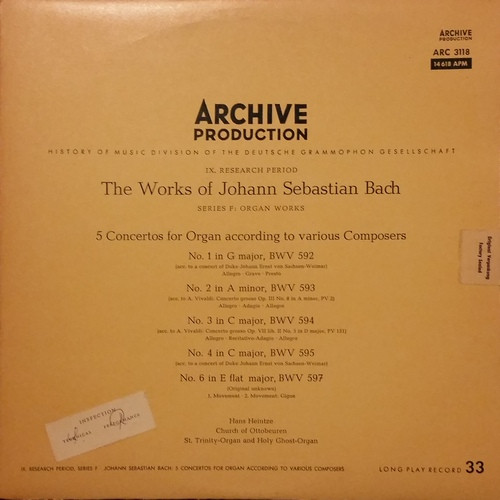 ARCHIVE
PRODUCTION
ARC 3118
14 618 APM
ARCHIVE
PRODUCTION
HISTORY OF MUSIC DIVISION OF THE DEUTSCHE GRAMMOPHON GESELLSCHAFT
IX. RESEARCH PERIOD
The Works of Johann Sebastian Bach
SERIES F: ORGAN WORKS
5 Concertos for Organ according to various Composers
No. 1 in G major, BWV 592
(acc. to a concert of Duke Johann Ernst von Sachsen-Weimar)
Allegro - Grave - Presto
No. 2 in A minor, BWV 593
(acc. to A. Vivaldi: Concerto grosso Op. III No. 8 in A minor, PV 2)
Allegro - Adagio - Allegro
No. 3 in C major, BWV 594
(acc. to A. Vivaldi: Concerto grosso Op. VII No. 5 in D major, PV 151)
Allegro - Recitativo-Adagio - Allegro
No. 4 in C major, BWV 595
(acc. to a concert of Duke Johann Ernst von Sachsen-Weimar)
No. 6 in E flat major, BWV 597
(Original unknown)
1. Movement - 2. Movement: Gigue
Original Verpackung
Factory Sealed
INSPECTION
TECHNICAL PERFORMANCE
Hans Heintze
Church of Ottobeuren
St. Trinity-Organ and Holy Ghost-Organ
IX. RESEARCH PERIOD, SERIES F: JOHANN SEBASTIAN BACH: 5 CONCERTOS FOR ORGAN ACCORDING TO VARIOUS COMPOSERS
LONG PLAY RECORD 33